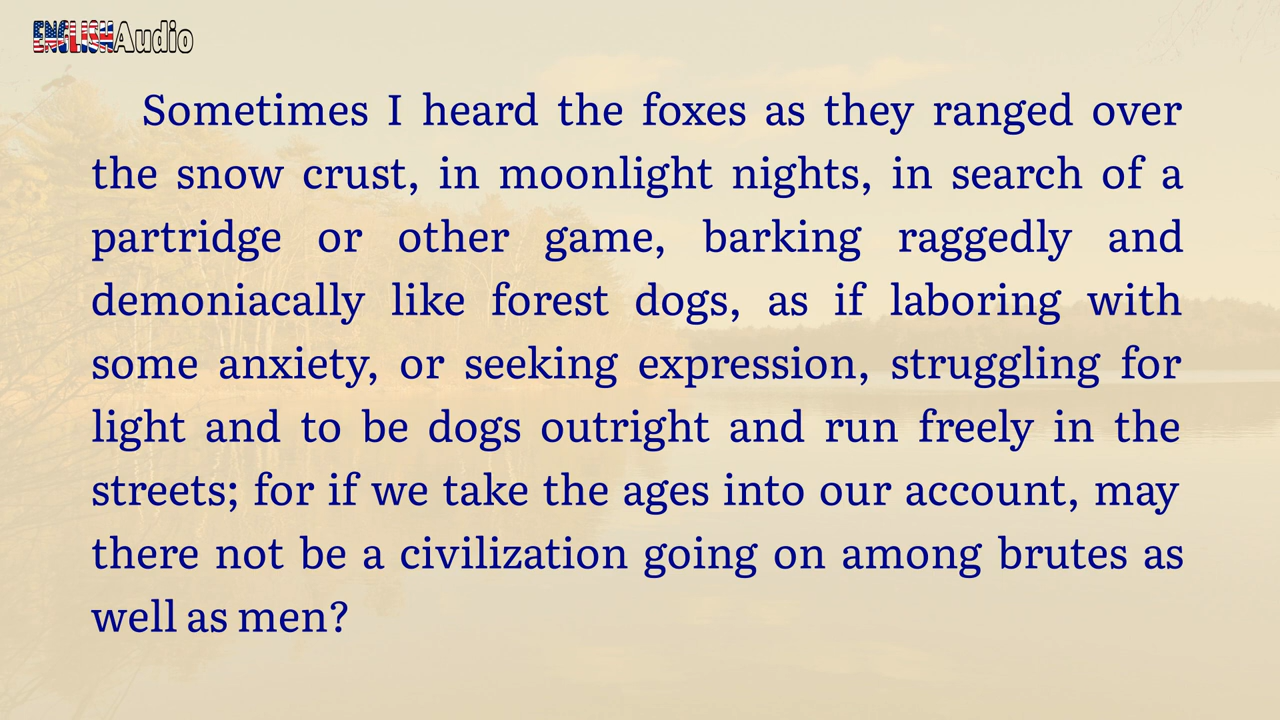 ENGLISHAudio
Sometimes I heard the foxes as they ranged over
the snow crust, in moonlight nights, in search of a
partridge or other game, barking raggedly and
demoniacally like forest dogs, as if laboring with
some anxiety, or seeking expression, struggling for
light and to be dogs outright and run freely in the
streets; for if we take the ages into our account, may
there not be a civilization going on among brutes as
well as men?